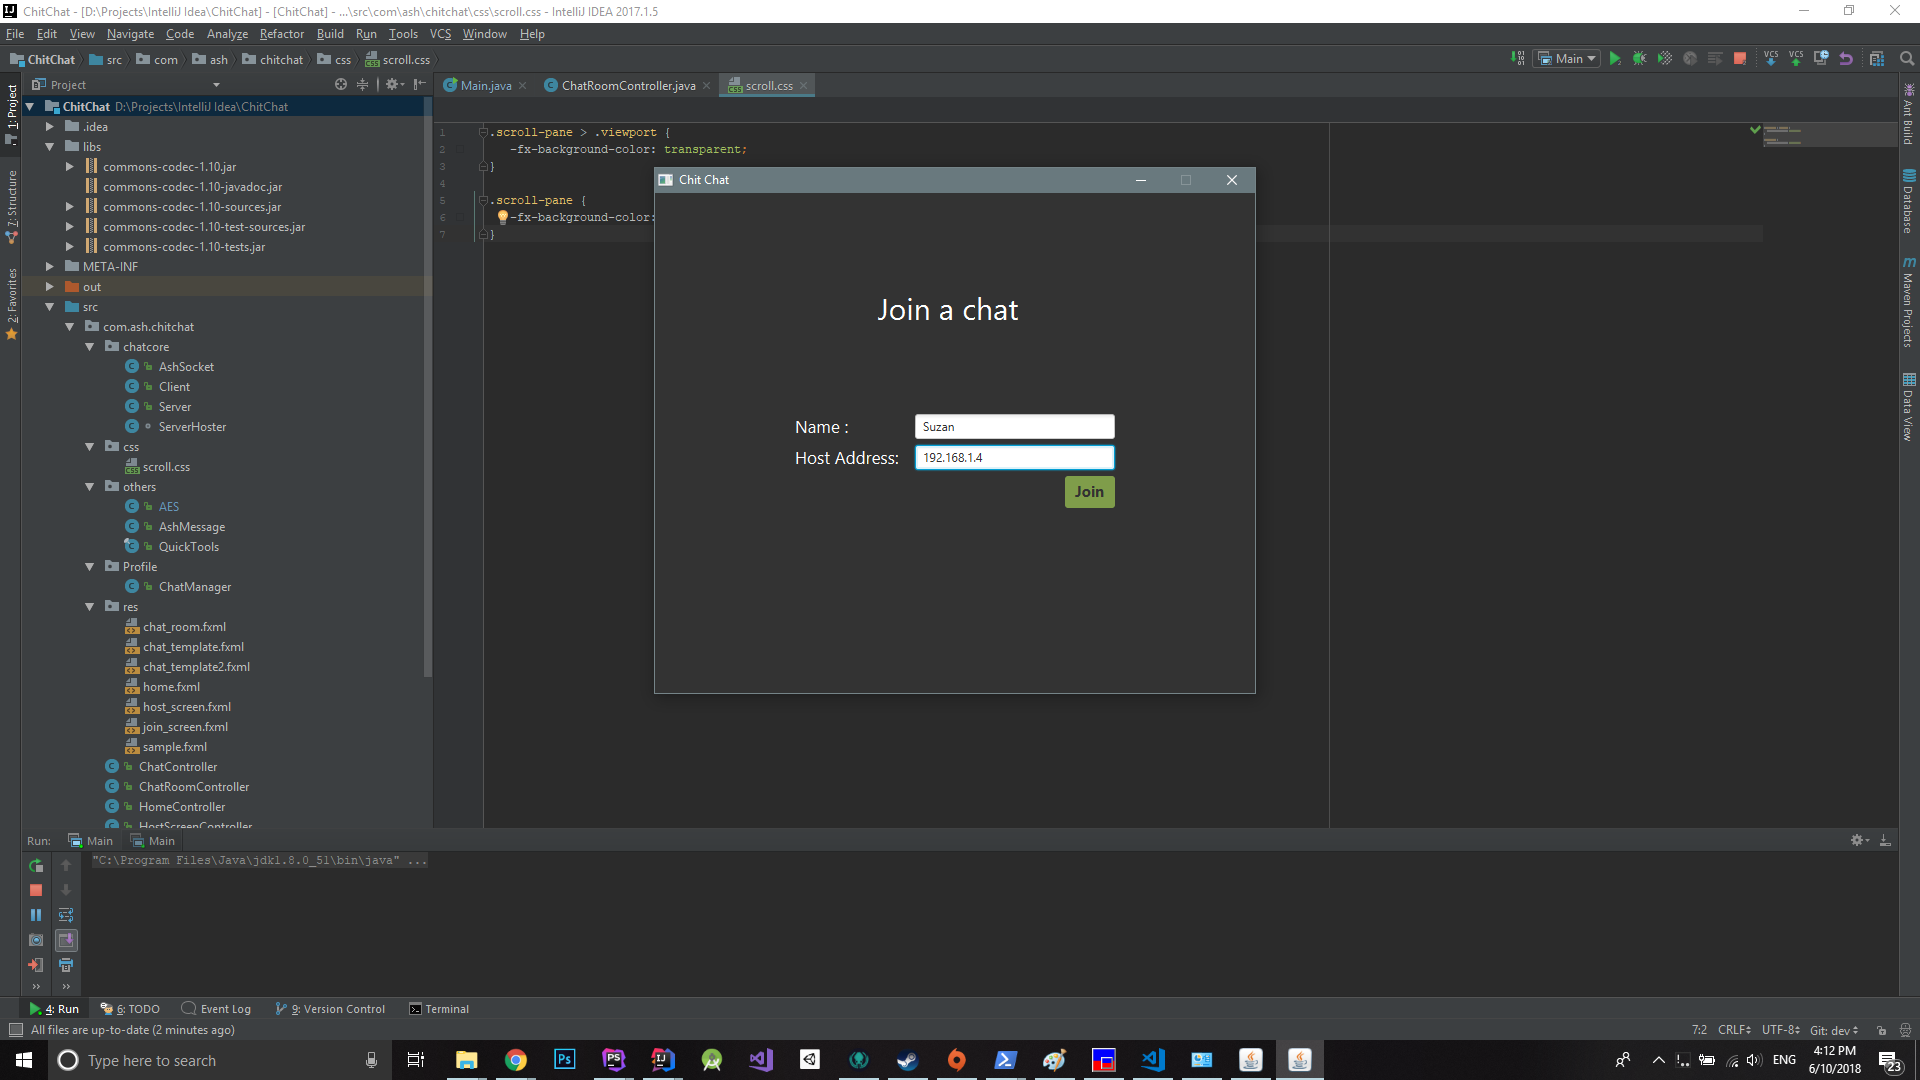 ChitChat - [D:\Projects\IntelliJ Idea\ChitChat] - [ChitChat] - ...\src\com\ash\chitchat\css\scroll.css - IntelliJ IDEA 2017.1.5
File Edit View Navigate Code Analyze Refactor Build Run Tools VCS Window Help
ChitChat src com ash chitchat css scroll.css
Main
VCS VCS
Project
Main.java ChatRoomController.java scroll.css
1: Project
7: Structure
2: Favorites
ChitChat D:\Projects\IntelliJ Idea\ChitChat
.idea
libs
commons-codec-1.10.jar
commons-codec-1.10-javadoc.jar
commons-codec-1.10-sources.jar
commons-codec-1.10-test-sources.jar
commons-codec-1.10-tests.jar
META-INF
out
src
com.ash.chitchat
chatcore
AshSocket
Client
Server
ServerHoster
css
scroll.css
others
AES
AshMessage
QuickTools
Profile
ChatManager
res
chat_room.fxml
chat_template.fxml
chat_template2.fxml
home.fxml
host_screen.fxml
join_screen.fxml
sample.fxml
ChatController
ChatRoomController
HomeController
HostScreenController
1 .scroll-pane > .viewport {
2 -fx-background-color: transparent;
3 }
4
5 .scroll-pane {
6 -fx-background-color:
7 }
Chit Chat
Join a chat
Name :
Suzan
Host Address:
192.168.1.4
Join
Ant Build
Database
Maven Projects
Data View
Run: Main Main
"C:\Program Files\Java\jdk1.8.0_51\bin\java" ...
4: Run 6: TODO Event Log 9: Version Control Terminal
All files are up-to-date (2 minutes ago)
7:2 CRLF UTF-8 Git: dev
Type here to search
Ps PS IJ
ENG
4:12 PM
6/10/2018
23